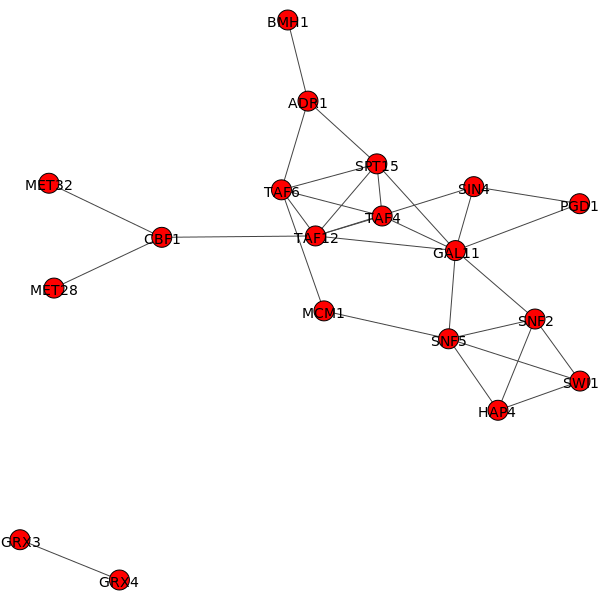 BMH1
ADR1
SPT15
MET32
TAF6
SIN4
PGD1
TAF4
CBF1
TAF12
GAL11
MET28
MCM1
SNF2
SNF5
SWI1
HAP4
GRX3
GRX4